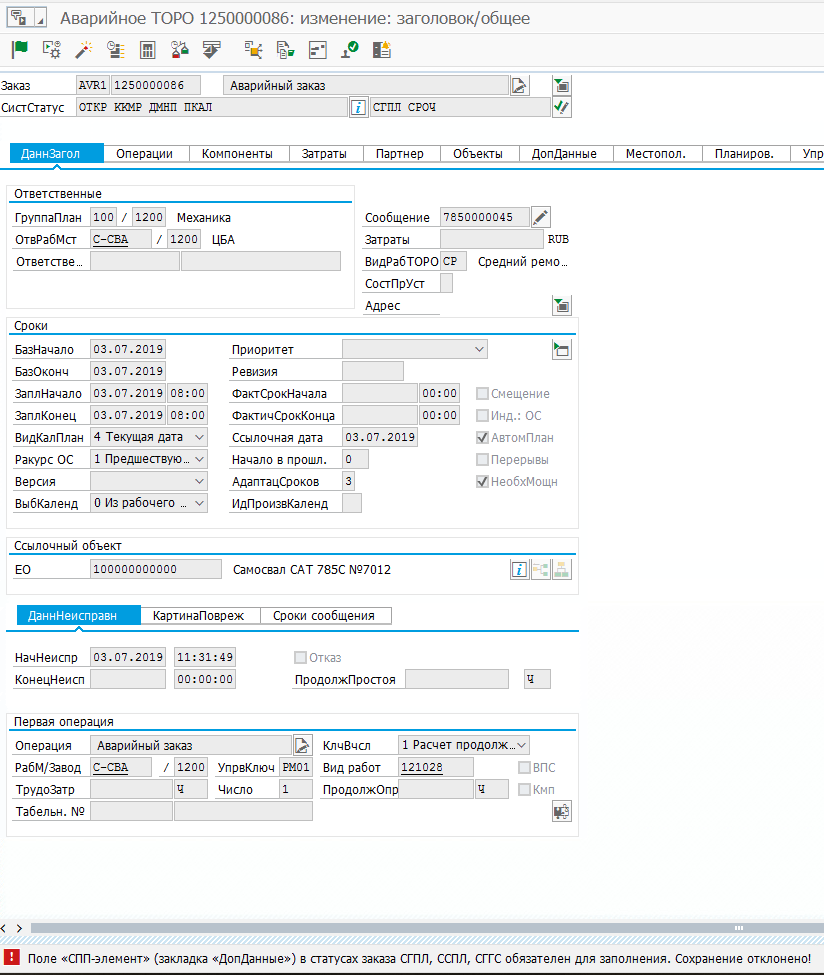 Аварийное ТОРО 1250000086: изменение: заголовок/общее
Заказ AVR1 1250000086 Аварийный заказ
СистСтатус ОТКР ККМР ДМНП ПКАЛ СГПЛ СРОЧ
ДаннЗагол Операции Компоненты Затраты Партнер Объекты ДопДанные Местопол. Планиров. Упр
Ответственные
ГруппаПлан 100 / 1200 Механика
Сообщение 7850000045
ОтвРабМст С-СВА / 1200 ЦБА
Затраты RUB
Ответстве…
ВидРабТОРО СР Средний ремо…
СостПрУст
Адрес
Сроки
БазНачало 03.07.2019 Приоритет
БазОконч 03.07.2019 Ревизия
ЗаплНачало 03.07.2019 08:00 ФактСрокНачала 00:00 Смещение
ЗаплКонец 03.07.2019 08:00 ФактичСрокКонца 00:00 Инд.: ОС
ВидКалПлан 4 Текущая дата Ссылочная дата 03.07.2019 АвтомПлан
Ракурс ОС 1 Предшествую… Начало в прошл. 0 Перерывы
Версия АдаптацСроков 3 НеобхМощн
ВыбКаленд 0 Из рабочего … ИдПроизвКаленд
Ссылочный объект
ЕО 100000000000 Самосвал CAT 785C №7012
ДаннНеисправн КартинаПовреж Сроки сообщения
НачНеиспр 03.07.2019 11:31:49 Отказ
КонецНеисп 00:00:00 ПродолжПростоя Ч
Первая операция
Операция Аварийный заказ КлчВчсл 1 Расчет продолж…
РабМ/Завод С-СВА / 1200 УпрвКлюч PM01 Вид работ 121028 ВПС
ТрудоЗатр Ч Число 1 ПродолжОпр Ч Кмп
Табельн. №
Поле «СПП-элемент» (закладка «ДопДанные») в статусах заказа СГПЛ, ССПЛ, СГГС обязателен для заполнения. Сохранение отклонено!